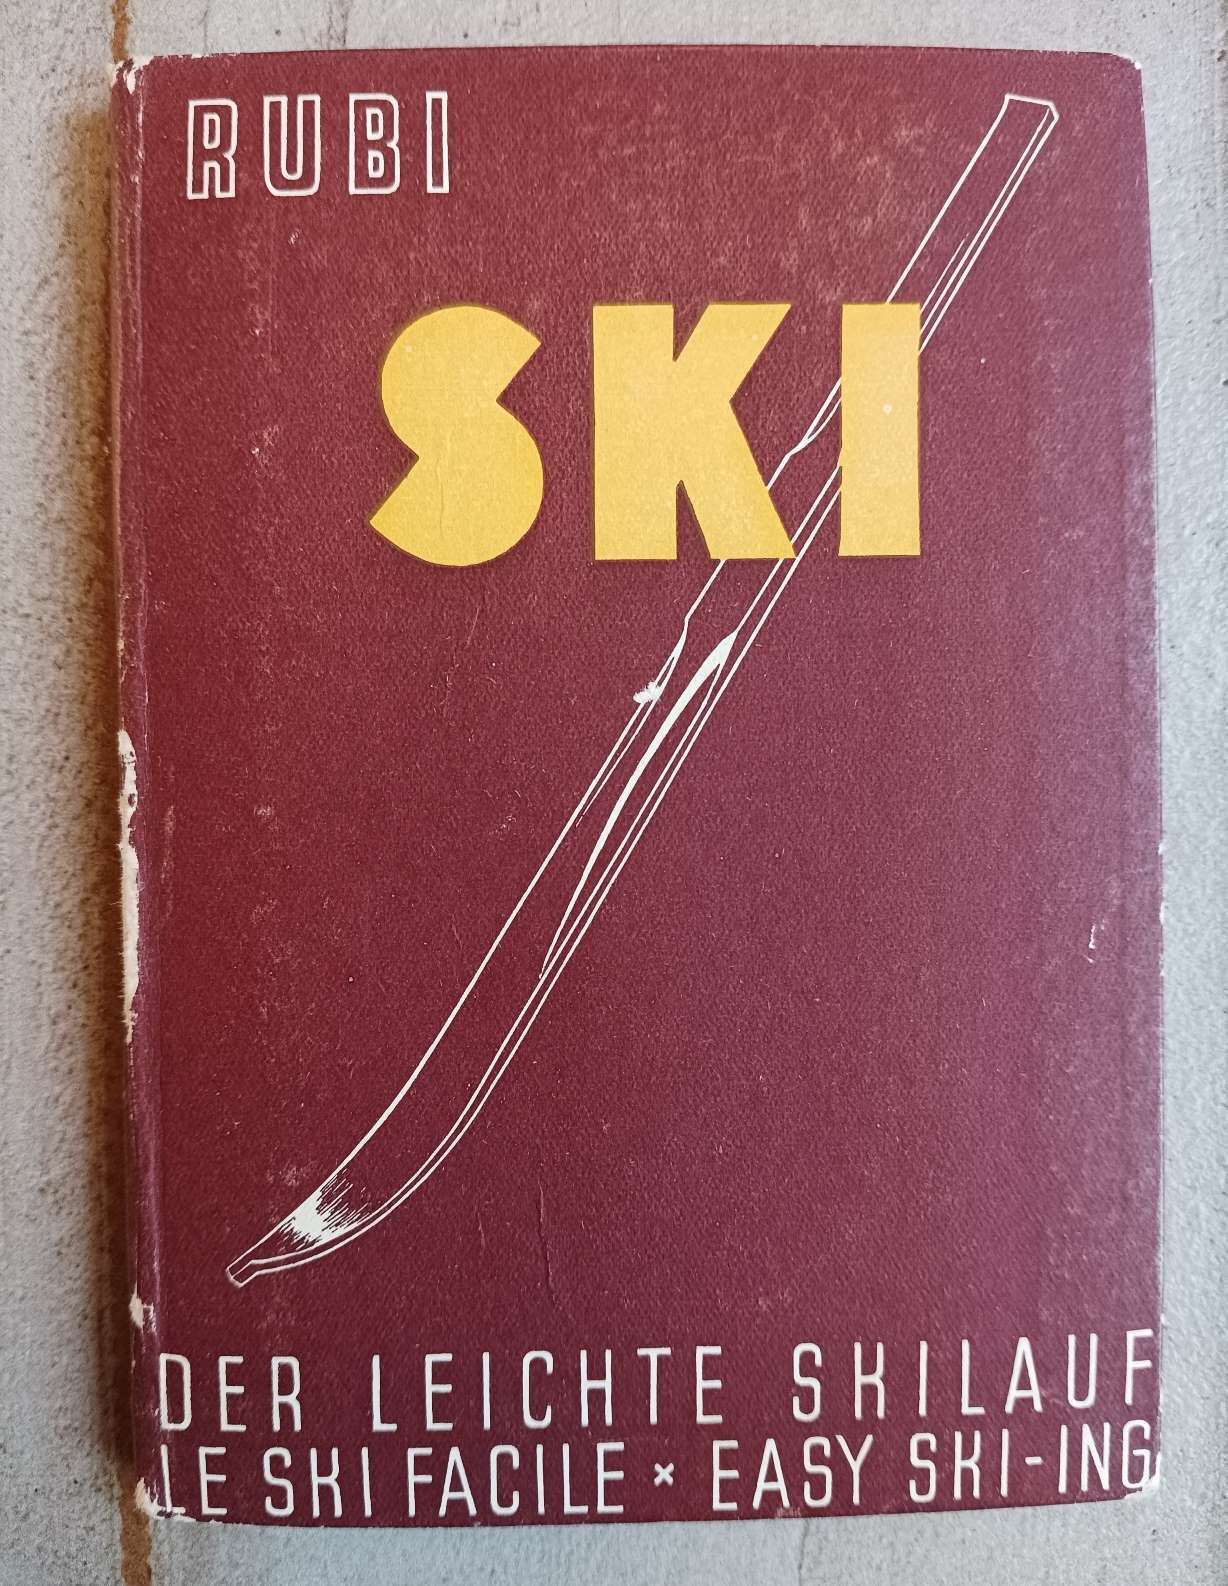 RUBI
SKI
DER LEICHTE SKILAUF
LE SKI FACILE × EASY SKI-ING